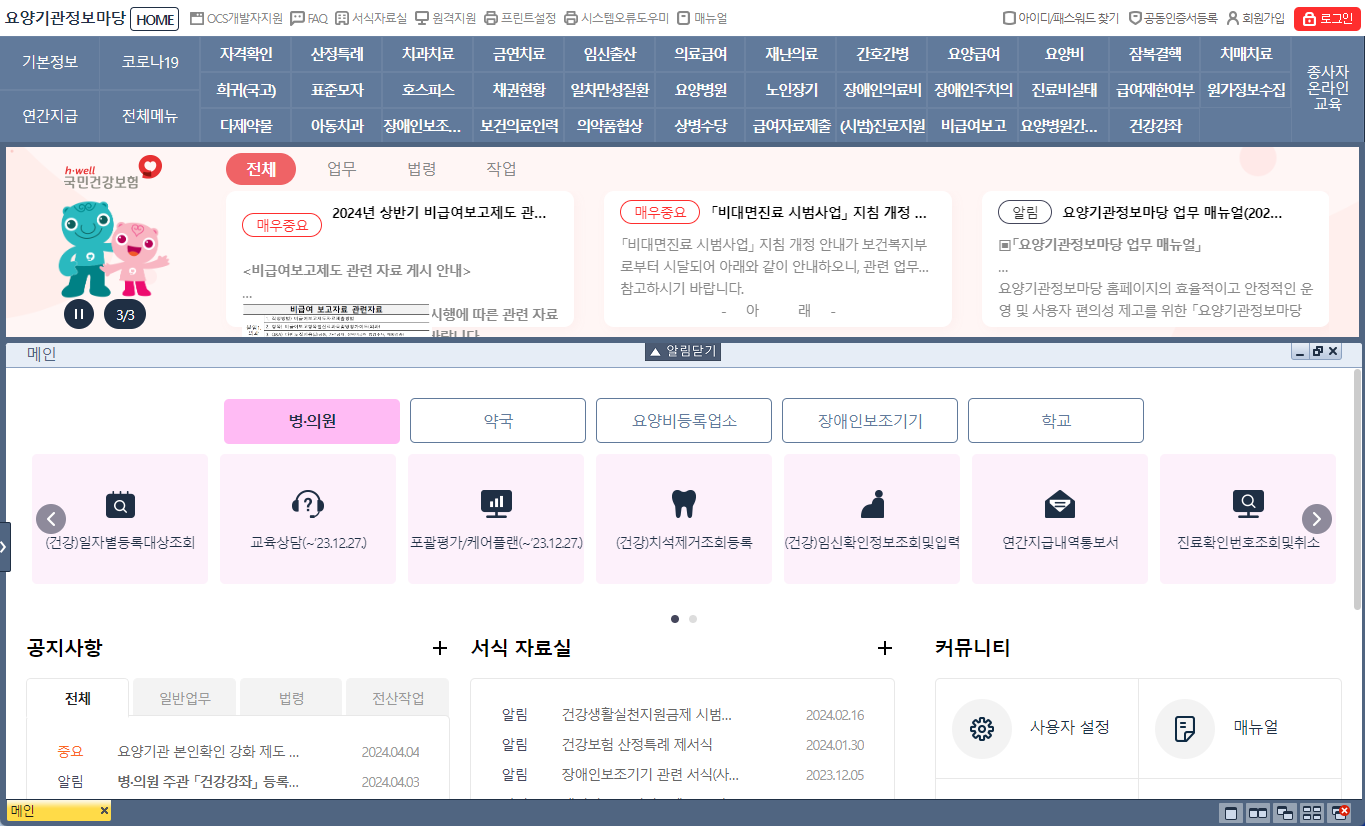 요양기관정보마당 HOME OCS개발자지원 FAQ 서식자료실 원격지원 프린트설정 시스템오류도우미 매뉴얼 아이디/패스워드 찾기 공동인증서등록 회원가입 로그인
기본정보 코로나19 자격확인 산정특례 치과치료 금연치료 임신출산 의료급여 재난의료 간호간병 요양급여 요양비 잠복결핵 치매치료
희귀(국고) 표준모자 호스피스 채권현황 일차만성질환 요양병원 노인장기 장애인의료비 장애인주치의 진료비실태 급여제한여부 원가정보수집
종사자
온라인
교육
연간지급 전체메뉴 다제약물 아동치과 장애인보조... 보건의료인력 의약품협상 상병수당 급여자료제출 (시범)진료지원 비급여보고 요양병원간... 건강강좌
h·well
국민건강보험
3/3
전체 업무 법령 작업
매우중요 2024년 상반기 비급여보고제도 관...
<비급여보고제도 관련 자료 게시 안내>
...
비급여 보고자료 관련자료
시행에 따른 관련 자료
바랍니다
매우중요 「비대면진료 시범사업」 지침 개정 ...
「비대면진료 시범사업」 지침 개정 안내가 보건복지부
로부터 시달되어 아래와 같이 안내하오니, 관련 업무...
참고하시기 바랍니다.
- 아 래 -
알림 요양기관정보마당 업무 매뉴얼(202...
▣「요양기관정보마당 업무 매뉴얼」
...
요양기관정보마당 홈페이지의 효율적이고 안정적인 운
영 및 사용자 편의성 제고를 위한 「요양기관정보마당
메인 ▲ 알림닫기
병·의원 약국 요양비등록업소 장애인보조기기 학교
(건강)일자별등록대상조회 교육상담(~'23.12.27.) 포괄평가/케어플랜(~'23.12.27.) (건강)치석제거조회등록 (건강)임신확인정보조회및입력 연간지급내역통보서 진료확인번호조회및취소
공지사항 +
전체 일반업무 법령 전산작업
중요 요양기관 본인확인 강화 제도 ... 2024.04.04
알림 병·의원 주관 「건강강좌」 등록... 2024.04.03
서식 자료실 +
알림 건강생활실천지원금제 시범... 2024.02.16
알림 건강보험 산정특례 제서식 2024.01.30
알림 장애인보조기기 관련 서식(사... 2023.12.05
커뮤니티
사용자 설정 매뉴얼
메인 ×